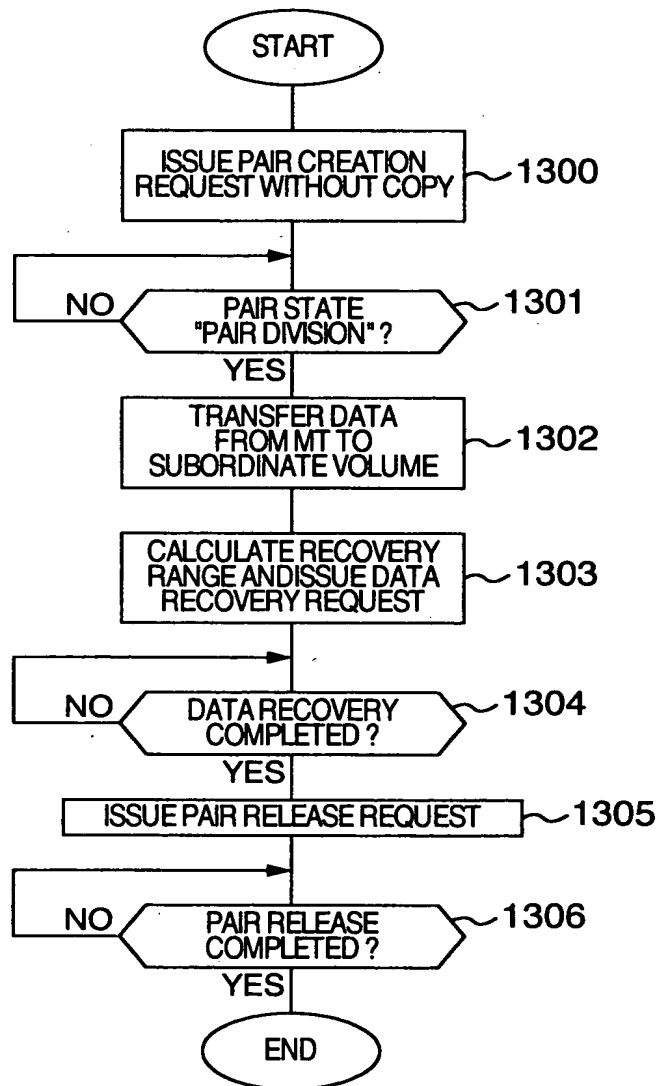 START
ISSUE PAIR CREATION
REQUEST WITHOUT COPY
1300
PAIR STATE
"PAIR DIVISION" ?
1301
NO
YES
TRANSFER DATA
FROM MT TO
SUBORDINATE VOLUME
1302
CALCULATE RECOVERY
RANGE ANDISSUE DATA
RECOVERY REQUEST
1303
DATA RECOVERY
COMPLETED ?
1304
NO
YES
ISSUE PAIR RELEASE REQUEST
1305
PAIR RELEASE
COMPLETED ?
1306
NO
YES
END